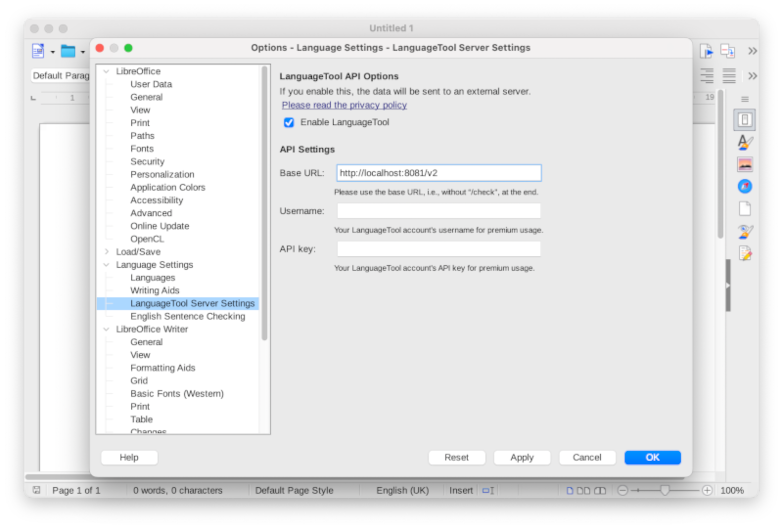 Untitled 1
Options - Language Settings - LanguageTool Server Settings
Default Parag
1
19
LibreOffice
User Data
General
View
Print
Paths
Fonts
Security
Personalization
Application Colors
Accessibility
Advanced
Online Update
OpenCL
Load/Save
Language Settings
Languages
Writing Aids
LanguageTool Server Settings
English Sentence Checking
LibreOffice Writer
General
View
Formatting Aids
Grid
Basic Fonts (Western)
Print
Table
Changes
LanguageTool API Options
If you enable this, the data will be sent to an external server.
Please read the privacy policy
Enable LanguageTool
API Settings
Base URL: http://localhost:8081/v2
Please use the base URL, i.e., without "/check", at the end.
Username:
Your LanguageTool account's username for premium usage.
API key:
Your LanguageTool account's API key for premium usage.
Help
Reset
Apply
Cancel
OK
Page 1 of 1
0 words, 0 characters
Default Page Style
English (UK)
Insert
100%